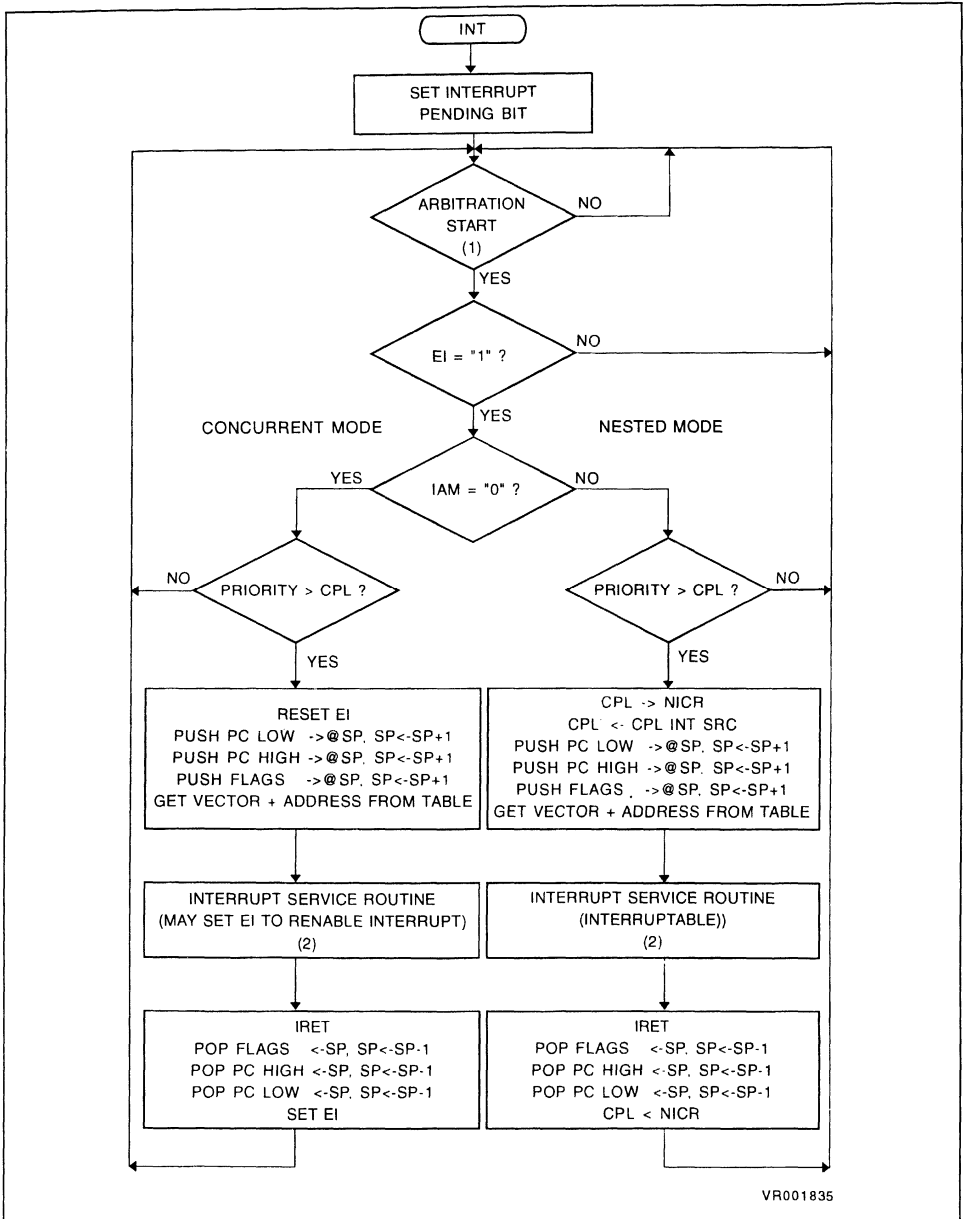 INT
SET INTERRUPT
PENDING BIT
ARBITRATION
START
(1)
NO
YES
EI = "1" ?
NO
YES
CONCURRENT MODE
NESTED MODE
YES
IAM = "0" ?
NO
NO
PRIORITY > CPL ?
PRIORITY > CPL ?
NO
YES
YES
RESET EI
PUSH PC LOW ->@SP, SP<-SP+1
PUSH PC HIGH ->@SP, SP<-SP+1
PUSH FLAGS ->@SP, SP<-SP+1
GET VECTOR + ADDRESS FROM TABLE
CPL -> NICR
CPL <- CPL INT SRC
PUSH PC LOW ->@SP, SP<-SP+1
PUSH PC HIGH ->@SP, SP<-SP+1
PUSH FLAGS ->@SP, SP<-SP+1
GET VECTOR + ADDRESS FROM TABLE
INTERRUPT SERVICE ROUTINE
(MAY SET EI TO RENABLE INTERRUPT)
(2)
INTERRUPT SERVICE ROUTINE
(INTERRUPTABLE))
(2)
IRET
POP FLAGS <-SP, SP<-SP-1
POP PC HIGH <-SP, SP<-SP-1
POP PC LOW <-SP, SP<-SP-1
SET EI
IRET
POP FLAGS <-SP, SP<-SP-1
POP PC HIGH <-SP, SP<-SP-1
POP PC LOW <-SP, SP<-SP-1
CPL < NICR
VR001835